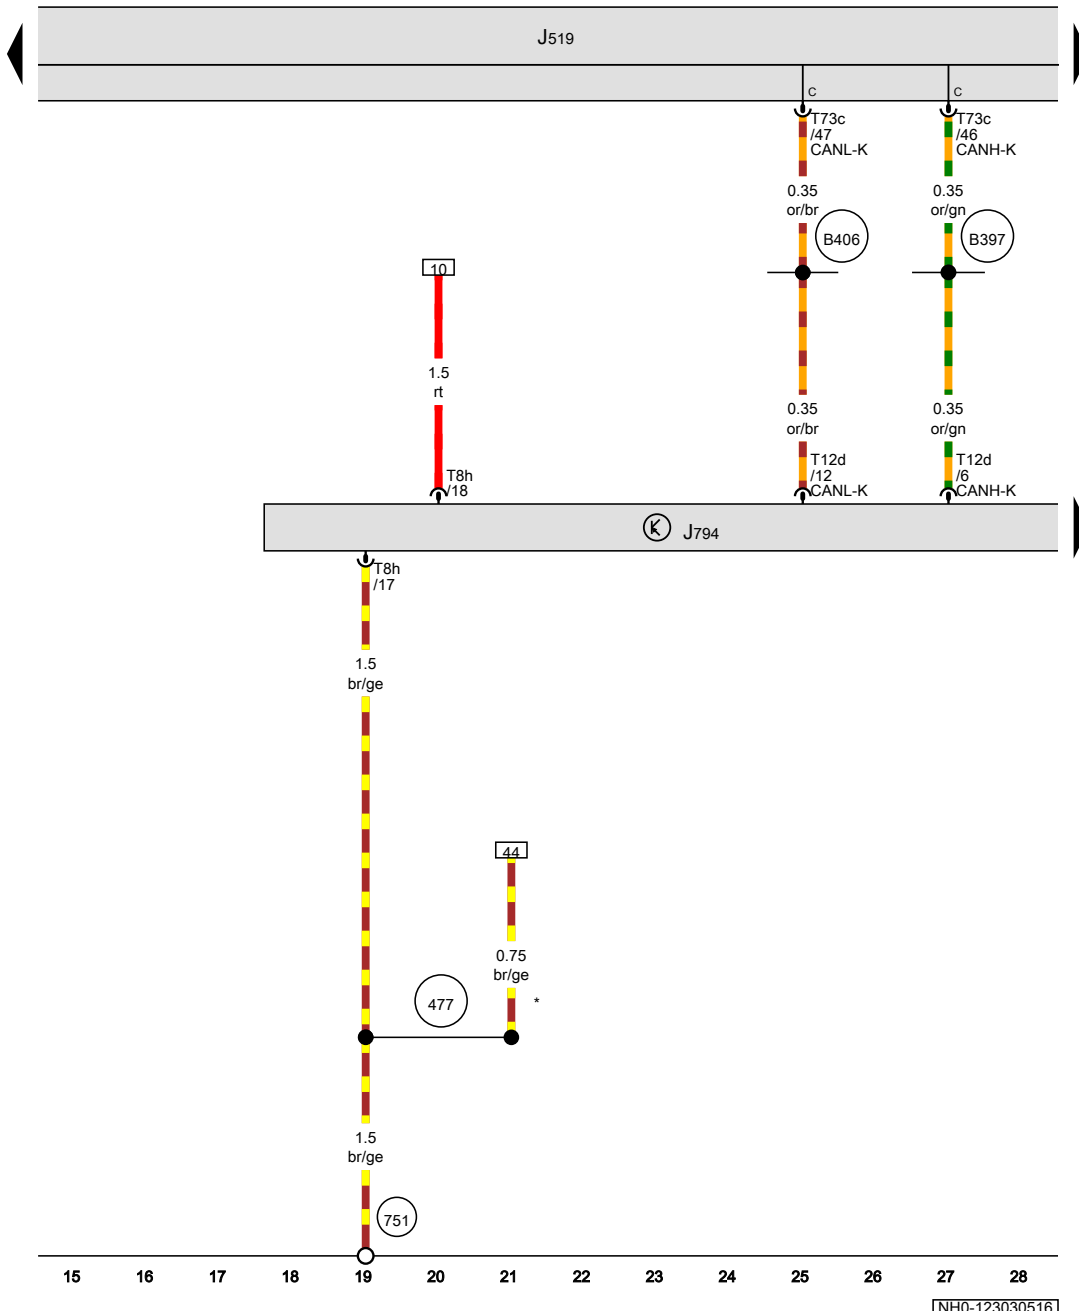 J519
C
C
T73c
/47
CANL-K
T73c
/46
CANH-K
0.35
or/br
0.35
or/gn
B406
B397
10
1.5
rt
0.35
or/br
0.35
or/gn
T8h
/18
T12d
/12
CANL-K
T12d
/6
CANH-K
J794
T8h
/17
1.5
br/ge
44
0.75
br/ge
477
*
1.5
br/ge
751
15 16 17 18 19 20 21 22 23 24 25 26 27 28
NH0-123030516